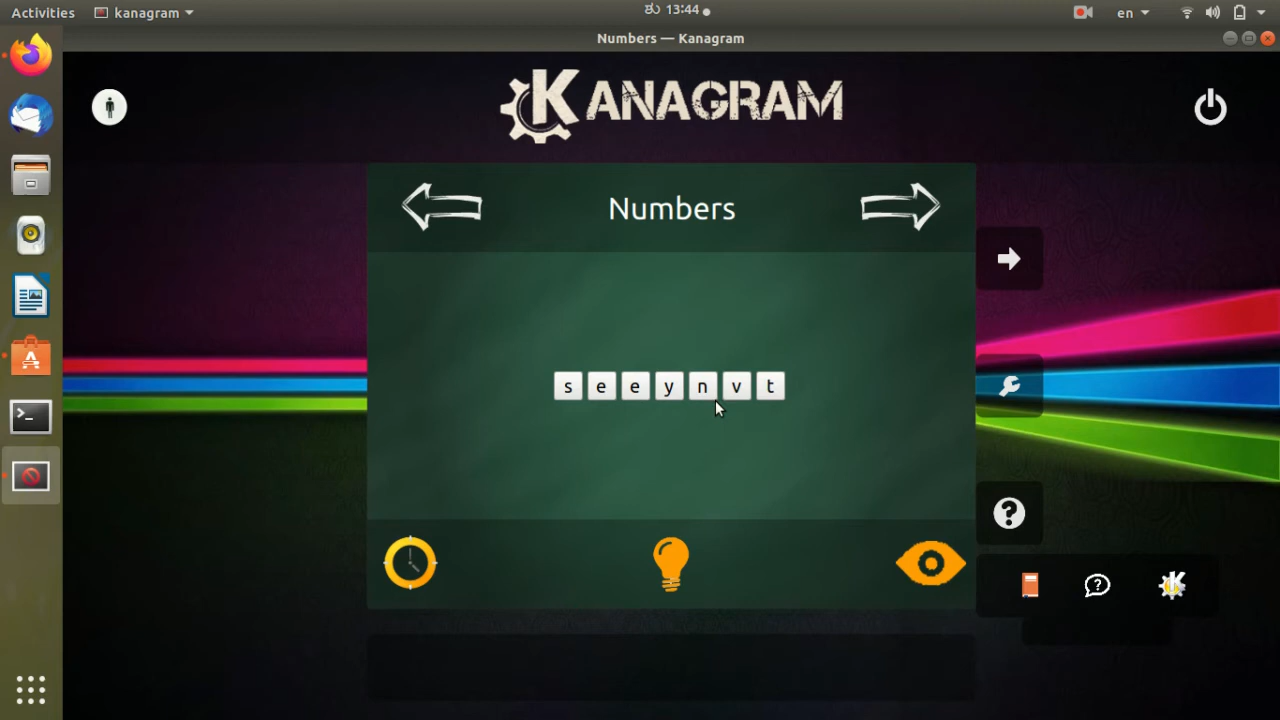 Activities kanagram ಶು 13:44 en
Numbers — Kanagram
KANAGRAM
Numbers
s e e y n v t